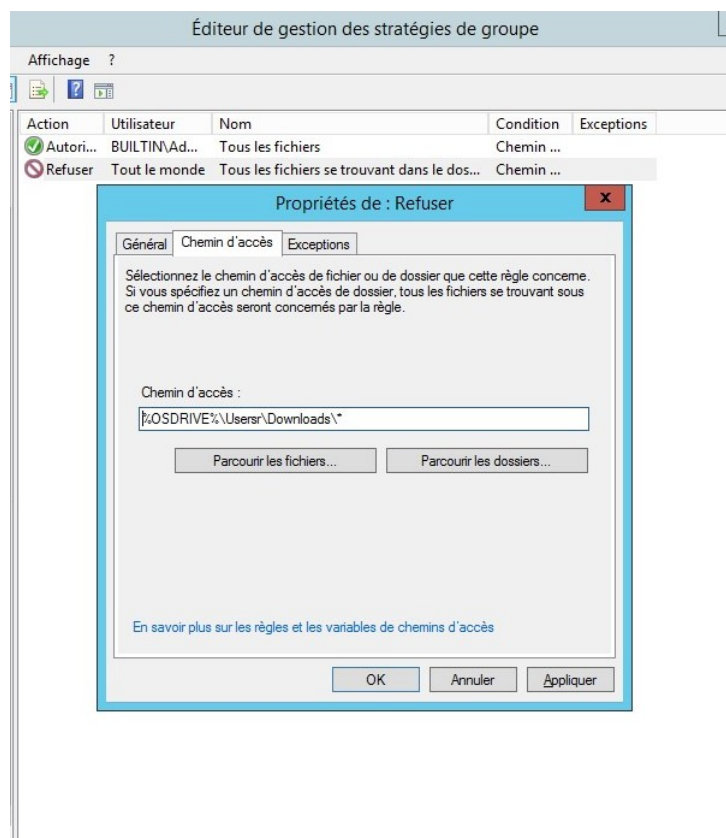 Éditeur de gestion des stratégies de groupe
Affichage ?
Action Utilisateur Nom Condition Exceptions
Autori... BUILTIN\Ad... Tous les fichiers Chemin ...
Refuser Tout le monde Tous les fichiers se trouvant dans le dos... Chemin ...
Propriétés de : Refuser
x
Général Chemin d'accès Exceptions
Sélectionnez le chemin d'accès de fichier ou de dossier que cette règle concerne.
Si vous spécifiez un chemin d'accès de dossier, tous les fichiers se trouvant sous
ce chemin d'accès seront concernés par la règle.
Chemin d'accès :
%OSDRIVE%\Usersr\Downloads\*
Parcourir les fichiers... Parcourir les dossiers...
En savoir plus sur les règles et les variables de chemins d'accès
OK Annuler Appliquer